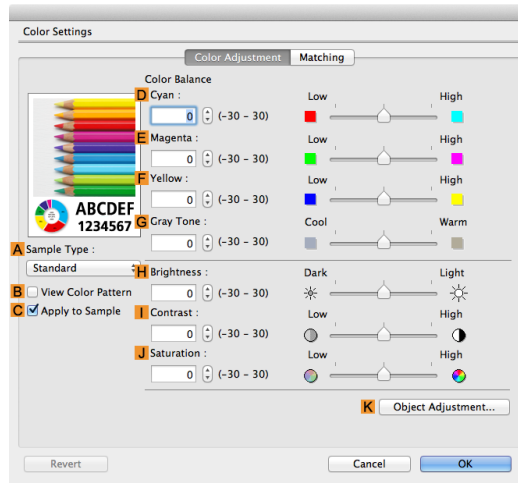 Color Settings
Color Adjustment Matching
Color Balance
D Cyan : Low High
0 (-30 – 30)
E Magenta : Low High
0 (-30 – 30)
F Yellow : Low High
0 (-30 – 30)
ABCDEF
1234567
G Gray Tone : Cool Warm
0 (-30 – 30)
A Sample Type :
Standard
H Brightness : Dark Light
0 (-30 – 30)
B View Color Pattern
C Apply to Sample
I Contrast : Low High
0 (-30 – 30)
J Saturation : Low High
0 (-30 – 30)
K Object Adjustment...
Revert Cancel OK